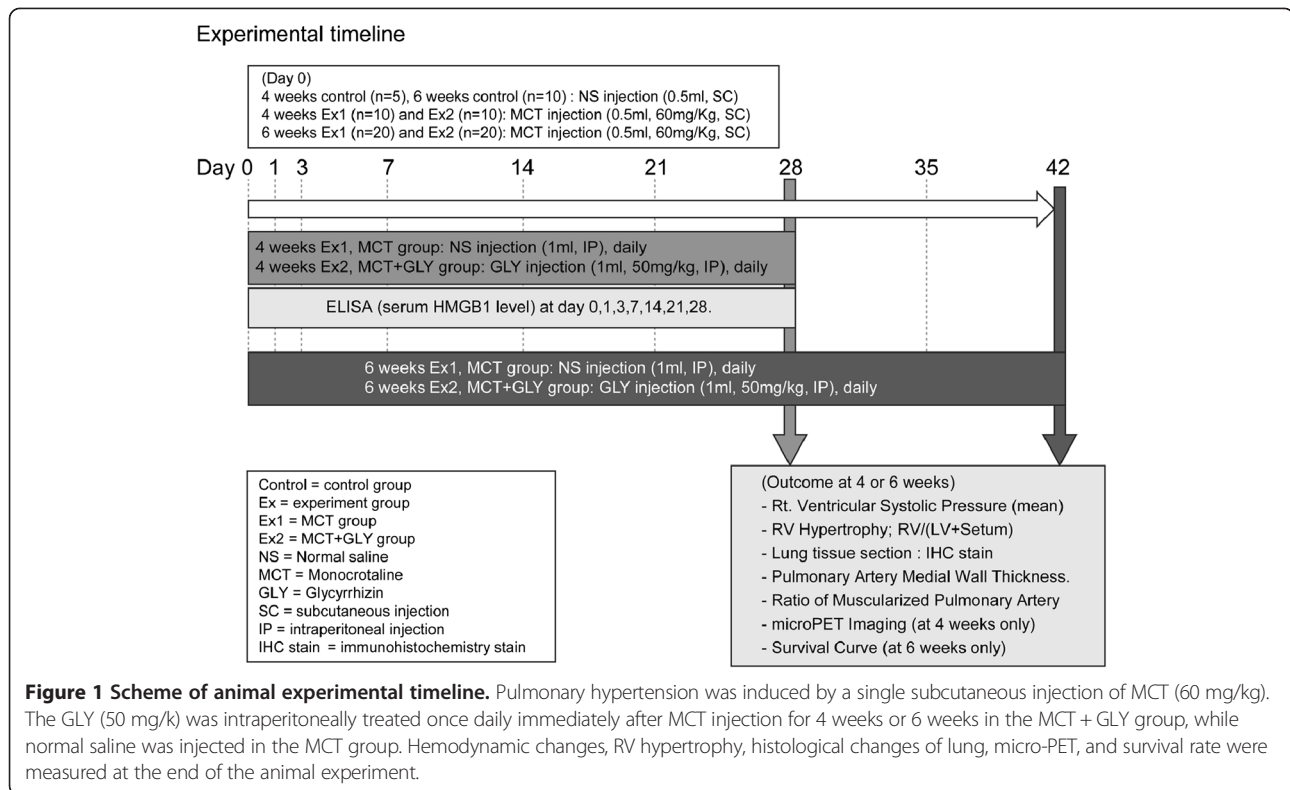 Experimental timeline
(Day 0)
4 weeks control (n=5), 6 weeks control (n=10) : NS injection (0.5ml, SC)
4 weeks Ex1 (n=10) and Ex2 (n=10): MCT injection (0.5ml, 60mg/Kg, SC)
6 weeks Ex1 (n=20) and Ex2 (n=20): MCT injection (0.5ml, 60mg/Kg, SC)
Day 0 1 3 7 14 21 28 35 42
4 weeks Ex1, MCT group: NS injection (1ml, IP), daily
4 weeks Ex2, MCT+GLY group: GLY injection (1ml, 50mg/kg, IP), daily
ELISA (serum HMGB1 level) at day 0,1,3,7,14,21,28.
6 weeks Ex1, MCT group: NS injection (1ml, IP), daily
6 weeks Ex2, MCT+GLY group: GLY injection (1ml, 50mg/kg, IP), daily
Control = control group
Ex = experiment group
Ex1 = MCT group
Ex2 = MCT+GLY group
NS = Normal saline
MCT = Monocrotaline
GLY = Glycyrrhizin
SC = subcutaneous injection
IP = intraperitoneal injection
IHC stain = immunohistochemistry stain
(Outcome at 4 or 6 weeks)
- Rt. Ventricular Systolic Pressure (mean)
- RV Hypertrophy; RV/(LV+Setum)
- Lung tissue section : IHC stain
- Pulmonary Artery Medial Wall Thickness.
- Ratio of Muscularized Pulmonary Artery
- microPET Imaging (at 4 weeks only)
- Survival Curve (at 6 weeks only)
Figure 1 Scheme of animal experimental timeline. Pulmonary hypertension was induced by a single subcutaneous injection of MCT (60 mg/kg).
The GLY (50 mg/k) was intraperitoneally treated once daily immediately after MCT injection for 4 weeks or 6 weeks in the MCT + GLY group, while
normal saline was injected in the MCT group. Hemodynamic changes, RV hypertrophy, histological changes of lung, micro-PET, and survival rate were
measured at the end of the animal experiment.